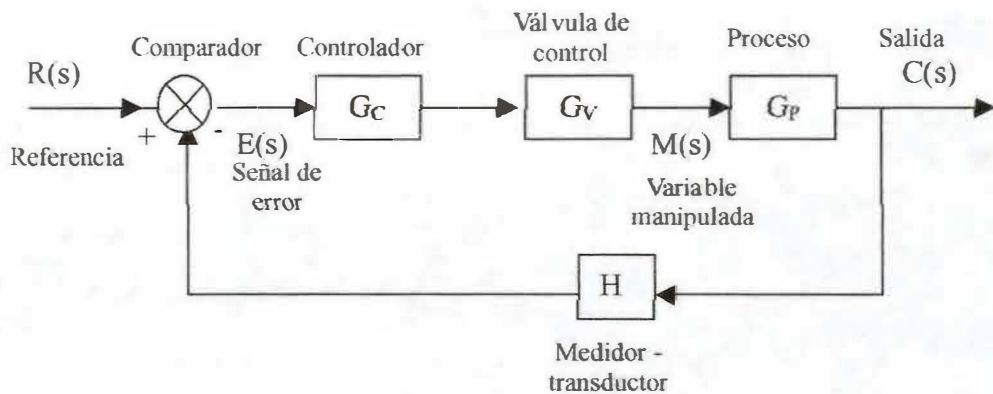 Comparador
Controlador
Válvula de
control
Proceso
Salida
R(s)
C(s)
G_C
G_V
G_P
+
-
Referencia
E(s)
Señal de
error
M(s)
Variable
manipulada
H
Medidor -
transductor